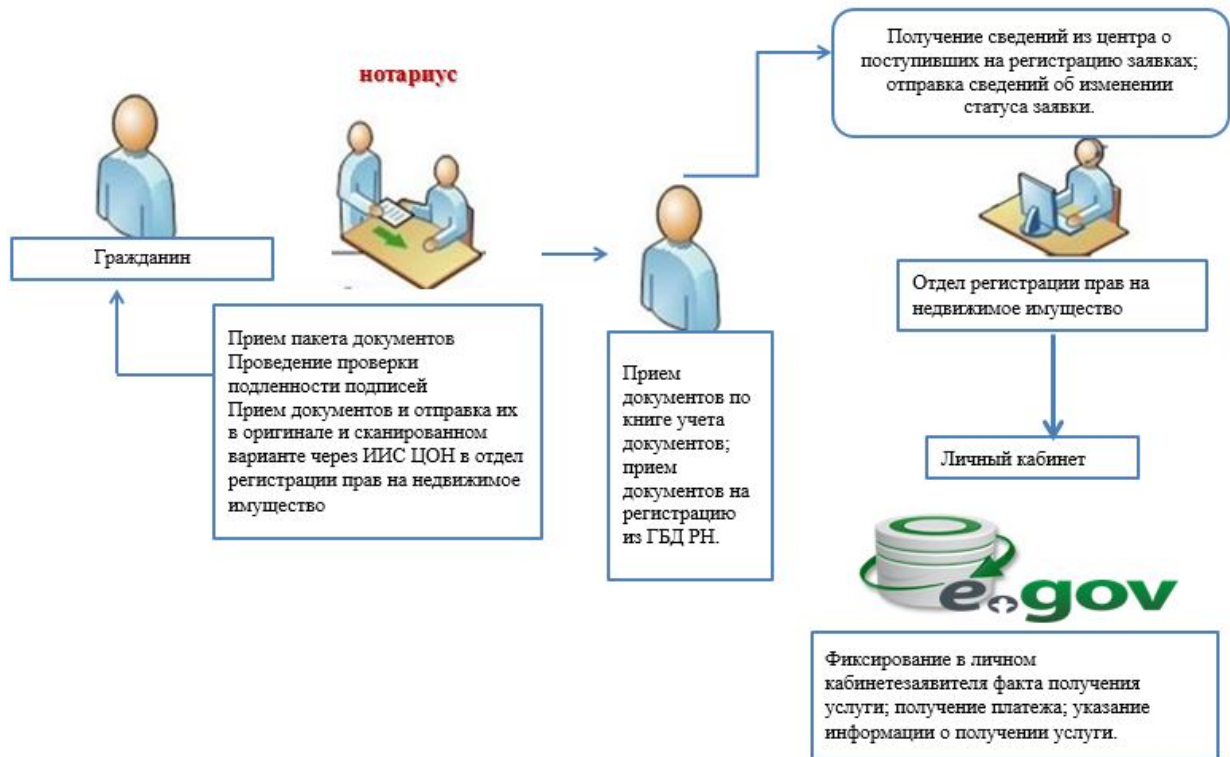 нотариус
Гражданин
Прием пакета документов
Проведение проверки
подленности подписей
Прием документов и отправка их
в оригинале и сканированном
варианте через ИИС ЦОН в отдел
регистрации прав на недвижимое
имущество
Прием
документов по
книге учета
документов;
прием
документов на
регистрацию
из ГБД РН.
Получение сведений из центра о
поступивших на регистрацию заявках;
отправка сведений об изменении
статуса заявки.
Отдел регистрации прав на
недвижимое имущество
Личный кабинет
e.gov
Фиксирование в личном
кабинетезаявителя факта получения
услуги; получение платежа; указание
информации о получении услуги.